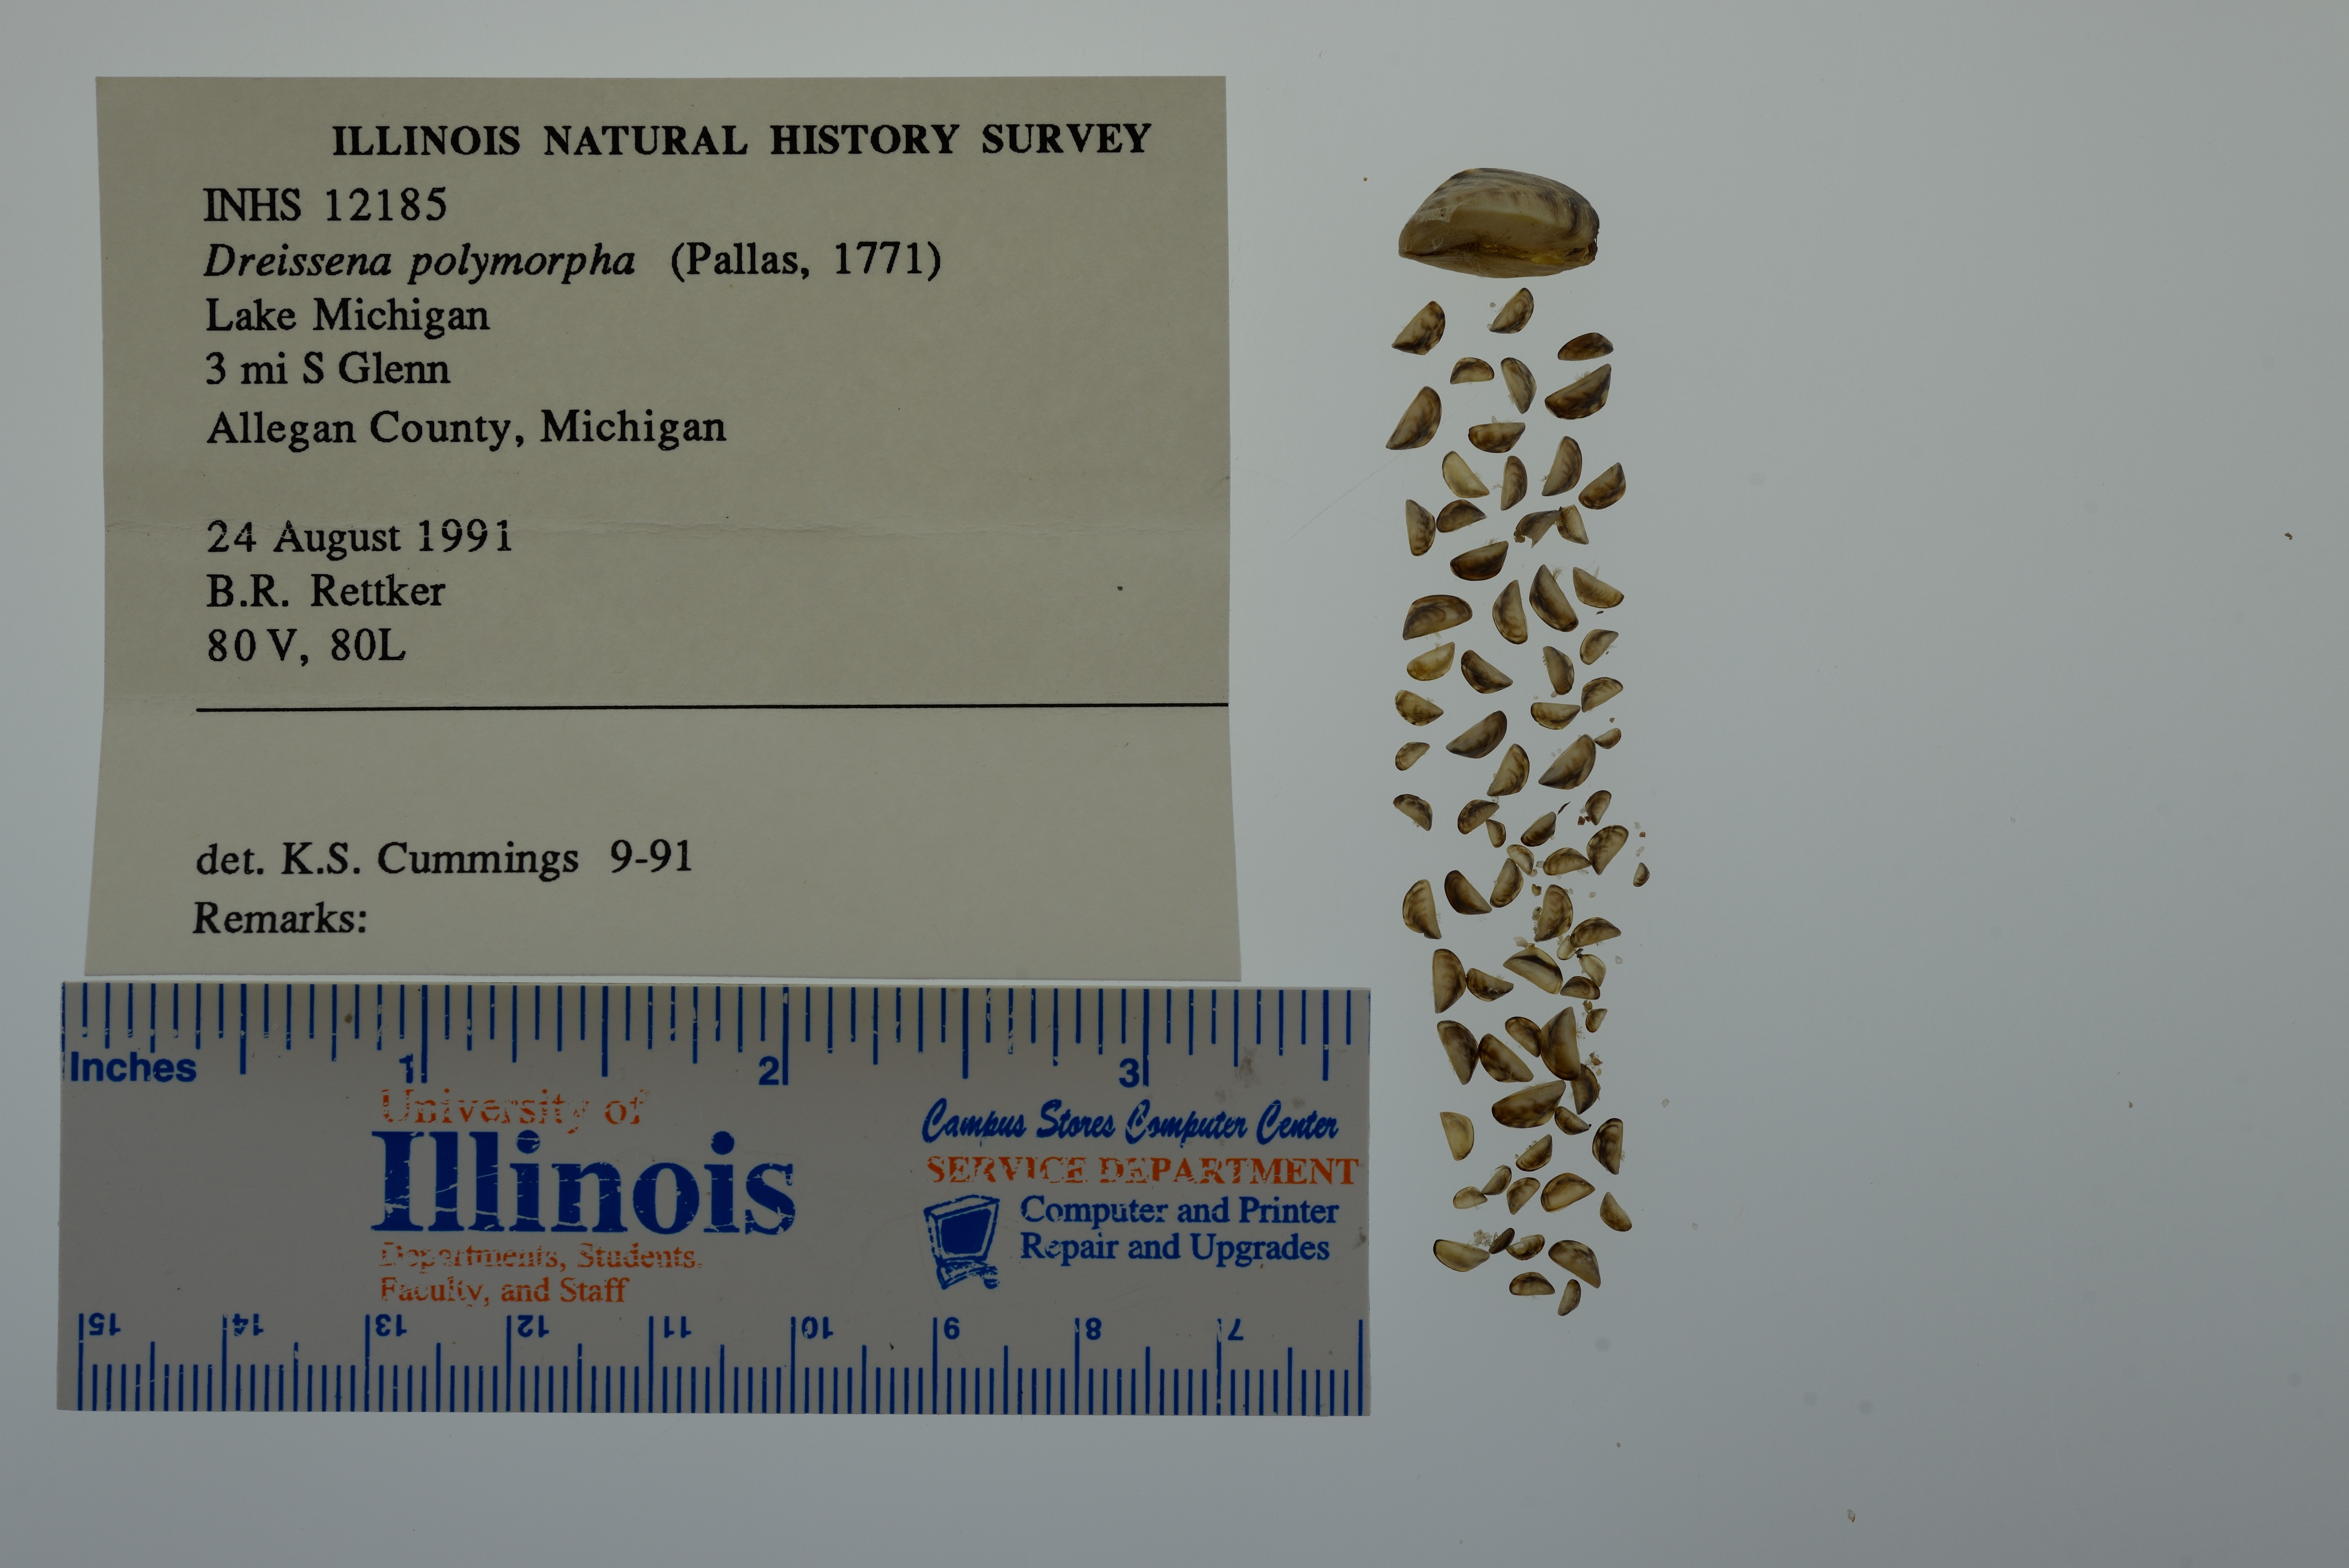 ILLINOIS NATURAL HISTORY SURVEY
INHS 12185
Dreissena polymorpha (Pallas, 1771)
Lake Michigan
3 mi S Glenn
Allegan County, Michigan
24 August 1991
B.R. Rettker
80 V, 80L
det. K.S. Cummings 9-91
Remarks:
Inches 1 2 3
University of
Illinois
Departments, Students,
Faculty, and Staff
Campus Stores Computer Center
SERVICE DEPARTMENT
Computer and Printer
Repair and Upgrades
15 14 13 12 11 10 9 8 7